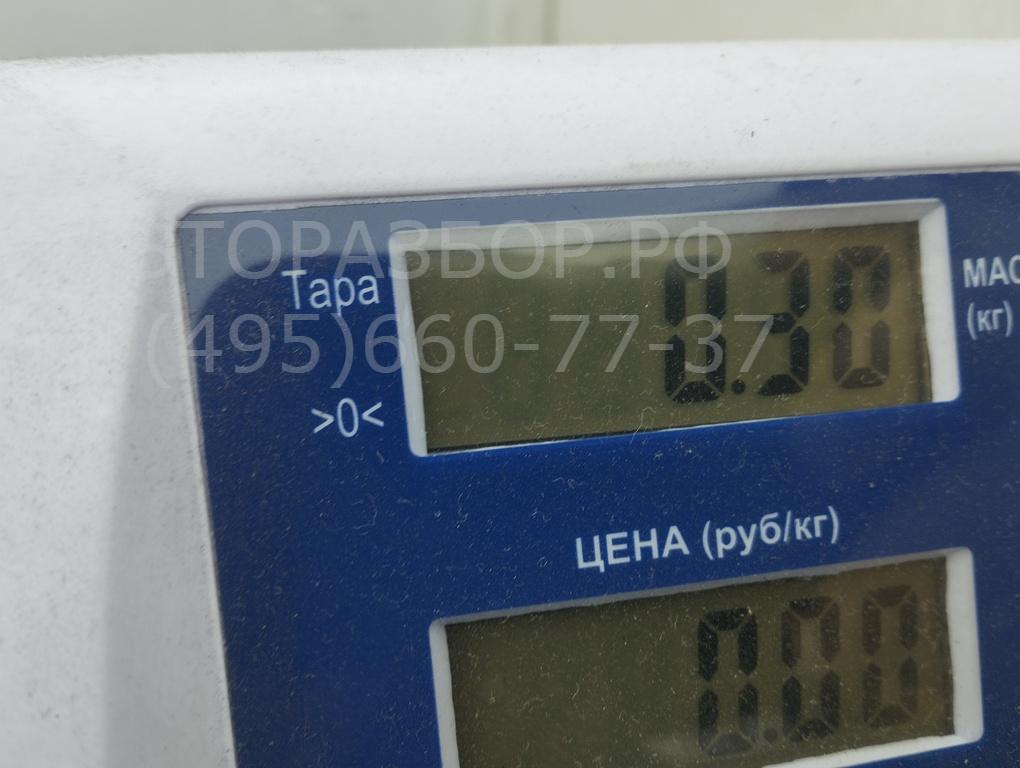 ТОРАЗБОР.РФ
Тара
0.30
МАС
(кг)
(495)660-77-37
>0<
ЦЕНА (руб/кг)
0.00